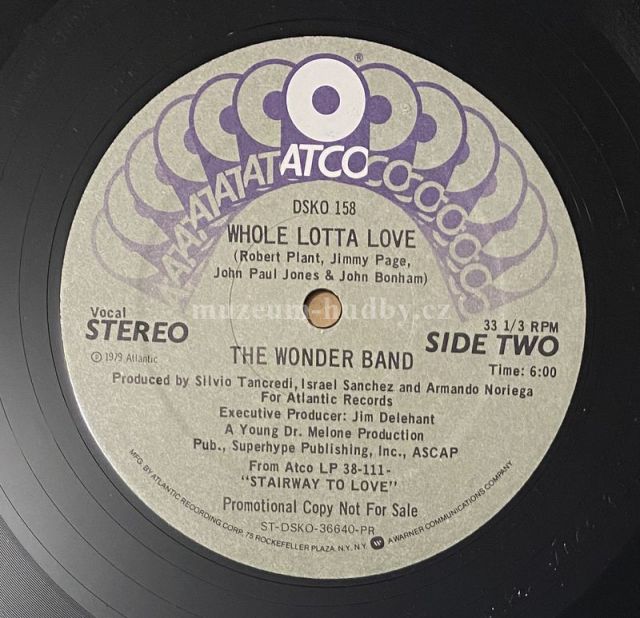 ATCO
®
DSKO 158
WHOLE LOTTA LOVE
(Robert Plant, Jimmy Page,
John Paul Jones & John Bonham)
muzeum-hudby.cz
Vocal
STEREO
℗ 1979 Atlantic
33 1/3 RPM
SIDE TWO
Time: 6:00
THE WONDER BAND
Produced by Silvio Tancredi, Israel Sanchez and Armando Noriega
For Atlantic Records
Executive Producer: Jim Delehant
A Young Dr. Melone Production
Pub., Superhype Publishing, Inc., ASCAP
From Atco LP 38-111-
"STAIRWAY TO LOVE"
Promotional Copy Not For Sale
ST-DSKO-36640-PR
MFG. BY ATLANTIC RECORDING CORP. 75 ROCKEFELLER PLAZA, N.Y. N.Y. A WARNER COMMUNICATIONS COMPANY